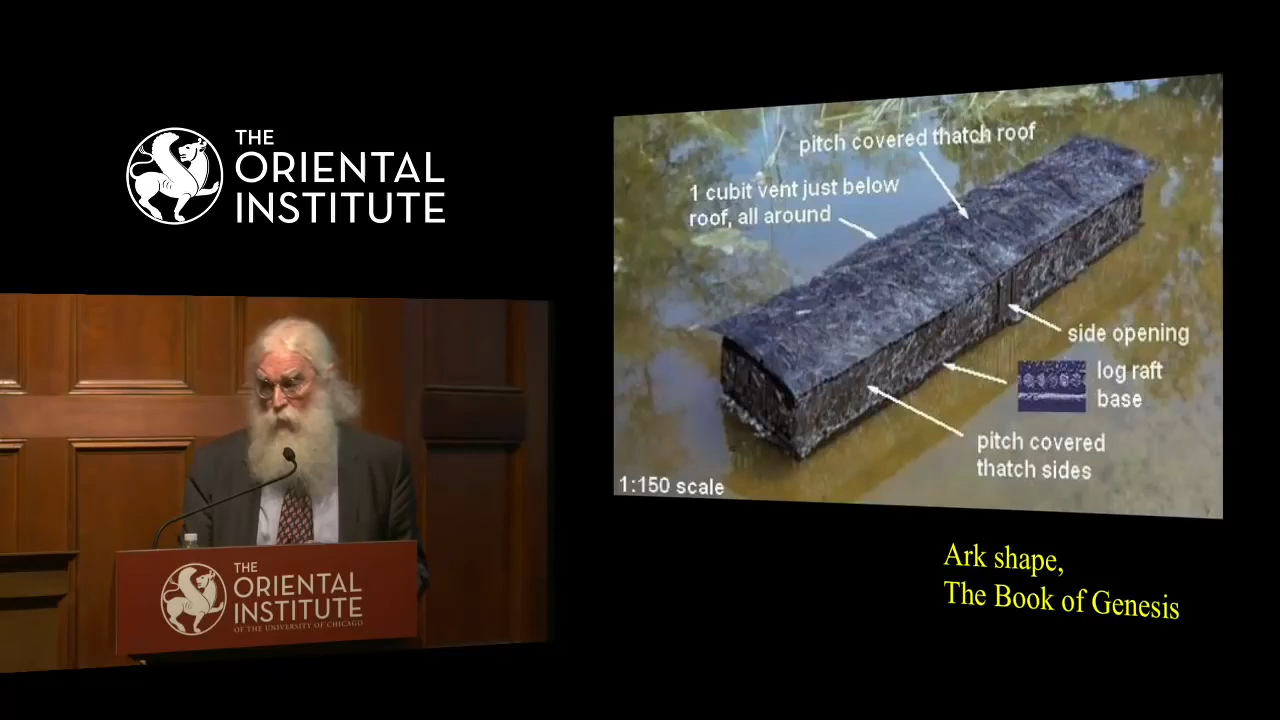 THE
ORIENTAL
INSTITUTE
THE
ORIENTAL
INSTITUTE
OF THE UNIVERSITY OF CHICAGO
pitch covered thatch roof
1 cubit vent just below
roof, all around
side opening
log raft
base
pitch covered
thatch sides
1:150 scale
Ark shape,
The Book of Genesis